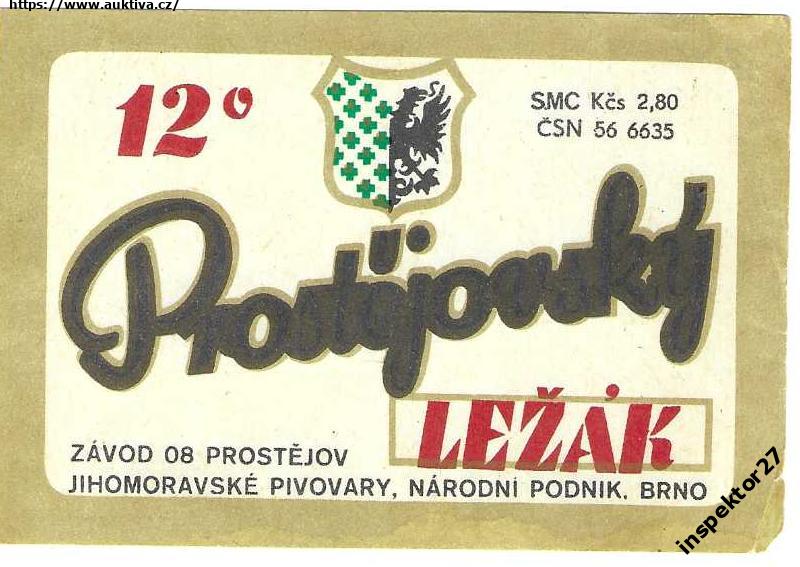 https://www.auktiva.cz/
12°
SMC Kčs 2,80
ČSN 56 6635
Prostějovský
LEŽÁK
ZÁVOD 08 PROSTĚJOV
JIHOMORAVSKÉ PIVOVARY, NÁRODNÍ PODNIK. BRNO
inspektor27